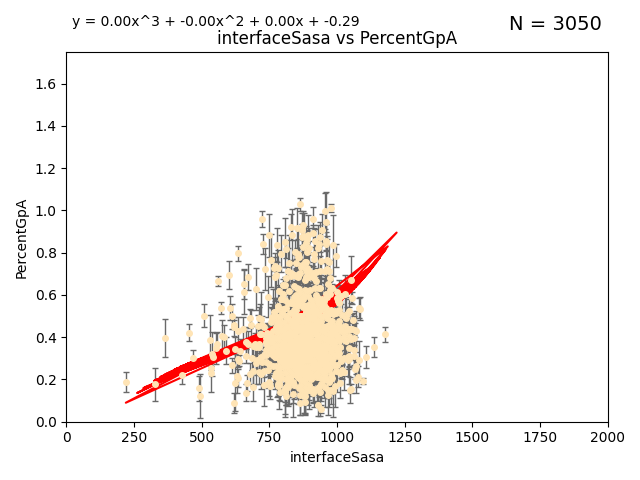 y = 0.00x^3 + -0.00x^2 + 0.00x + -0.29
N = 3050
interfaceSasa vs PercentGpA
1.6
1.4
1.2
1.0
0.8
0.6
0.4
0.2
0.0
PercentGpA
0 250 500 750 1000 1250 1500 1750 2000
interfaceSasa